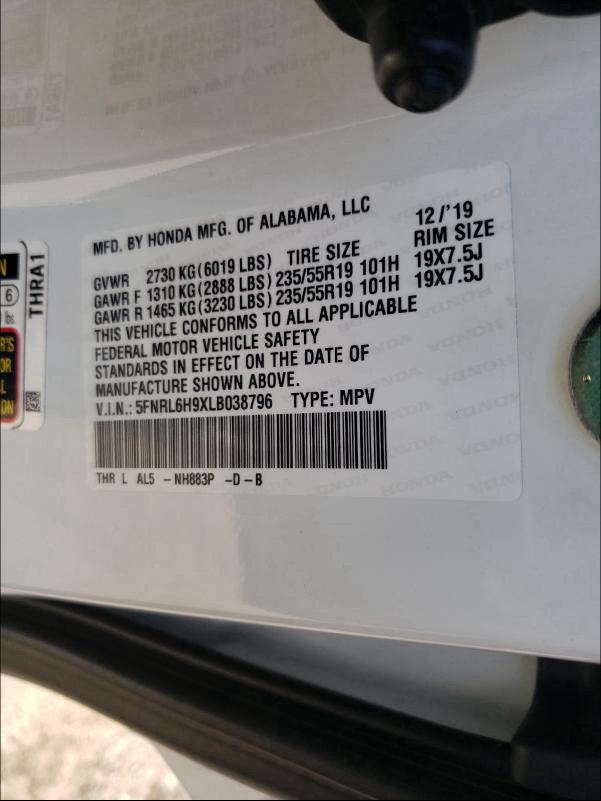 MFD. BY HONDA MFG. OF ALABAMA, LLC 12/'19
GVWR 2730 KG(6019 LBS) TIRE SIZE RIM SIZE
GAWR F 1310 KG(2888 LBS) 235/55R19 101H 19X7.5J
GAWR R 1465 KG(3230 LBS) 235/55R19 101H 19X7.5J
THIS VEHICLE CONFORMS TO ALL APPLICABLE
FEDERAL MOTOR VEHICLE SAFETY
STANDARDS IN EFFECT ON THE DATE OF
MANUFACTURE SHOWN ABOVE.
V.I.N.: 5FNRL6H9XLB038796 TYPE: MPV
THR L AL5 -NH883P -D-B
THRA1
6
lbs.